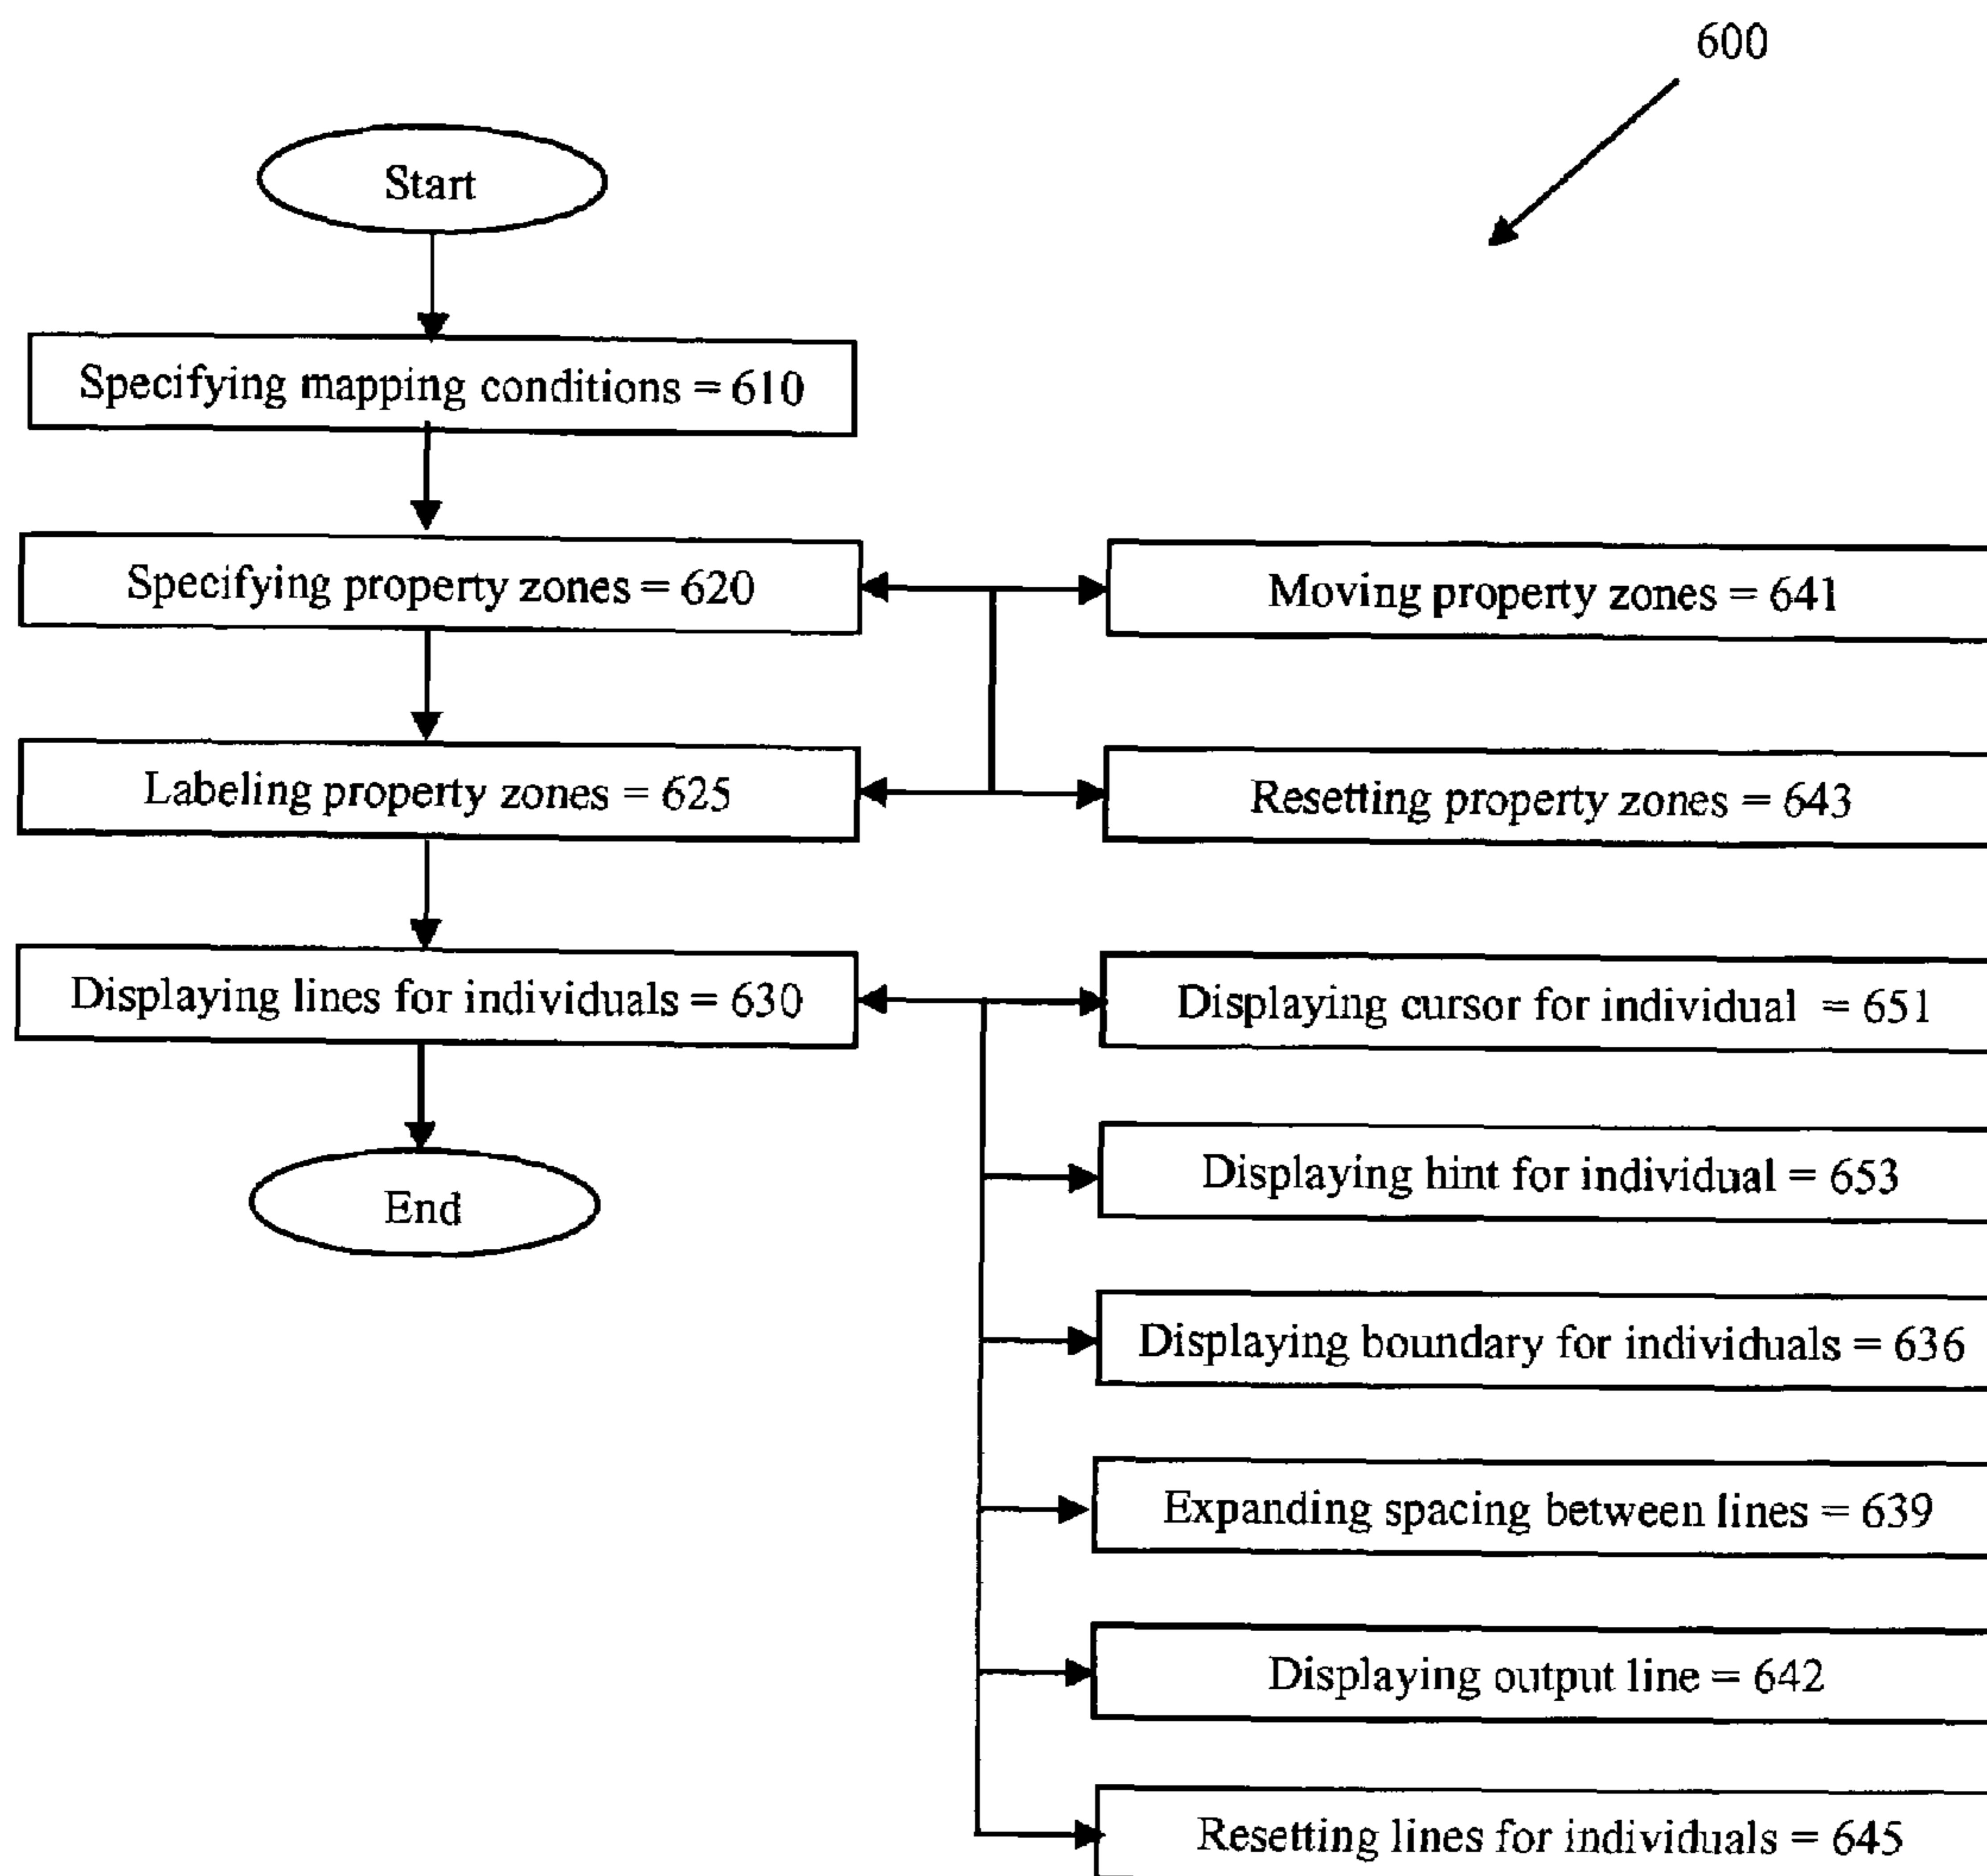 600
Start
Specifying mapping conditions = 610
Specifying property zones = 620
Moving property zones = 641
Labeling property zones = 625
Resetting property zones = 643
Displaying lines for individuals = 630
Displaying cursor for individual = 651
Displaying hint for individual = 653
End
Displaying boundary for individuals = 636
Expanding spacing between lines = 639
Displaying output line = 642
Resetting lines for individuals = 645